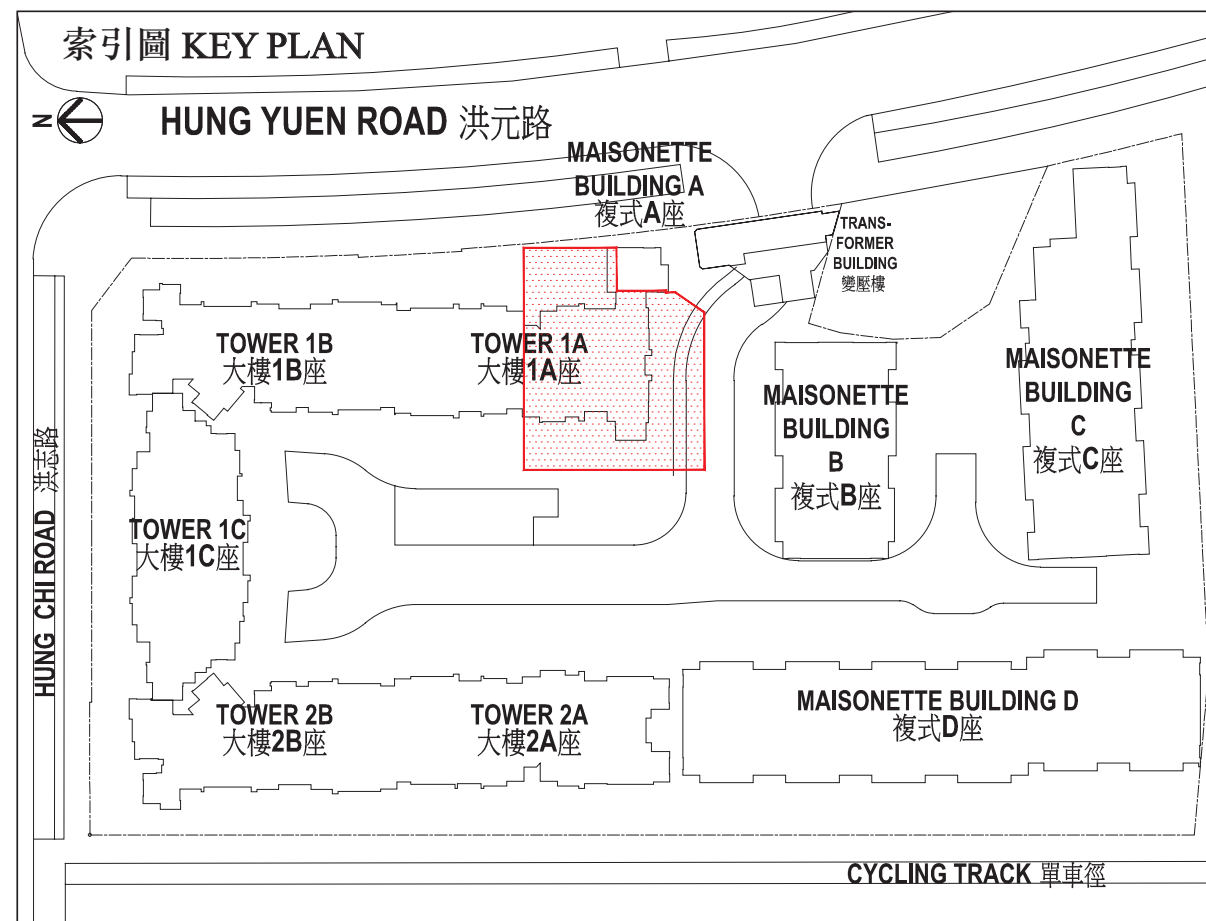 索引圖 KEY PLAN
N
HUNG YUEN ROAD 洪元路
MAISONETTE
BUILDING A
複式A座
TRANS-
FORMER
BUILDING
變壓樓
TOWER 1B
大樓1B座
TOWER 1A
大樓1A座
MAISONETTE
BUILDING
B
複式B座
MAISONETTE
BUILDING
C
複式C座
HUNG CHI ROAD 洪志路
TOWER 1C
大樓1C座
TOWER 2B
大樓2B座
TOWER 2A
大樓2A座
MAISONETTE BUILDING D
複式D座
CYCLING TRACK 單車徑